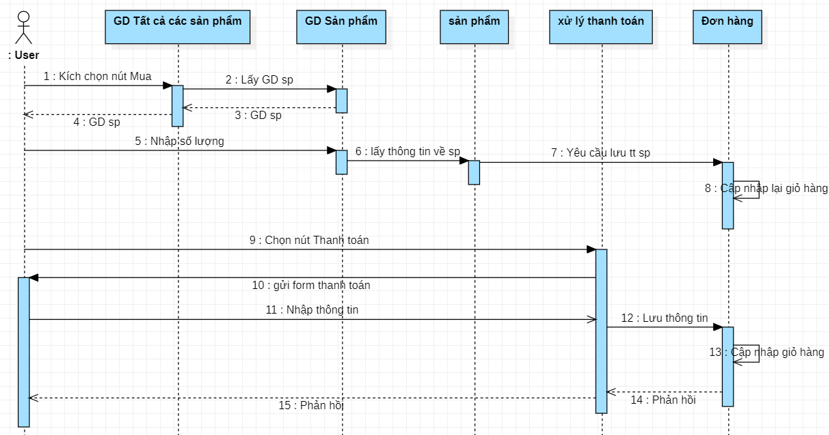 GD Tất cả các sản phẩm
GD Sản phẩm
sản phẩm
xử lý thanh toán
Đơn hàng
: User
1 : Kích chọn nút Mua
2 : Lấy GD sp
3 : GD sp
4 : GD sp
5 : Nhập số lượng
6 : lấy thông tin về sp
7 : Yêu cầu lưu tt sp
8 : Cập nhập lại giỏ hàng
9 : Chọn nút Thanh toán
10 : gửi form thanh toán
11 : Nhập thông tin
12 : Lưu thông tin
13 : Cập nhập giỏ hàng
14 : Phản hồi
15 : Phản hồi